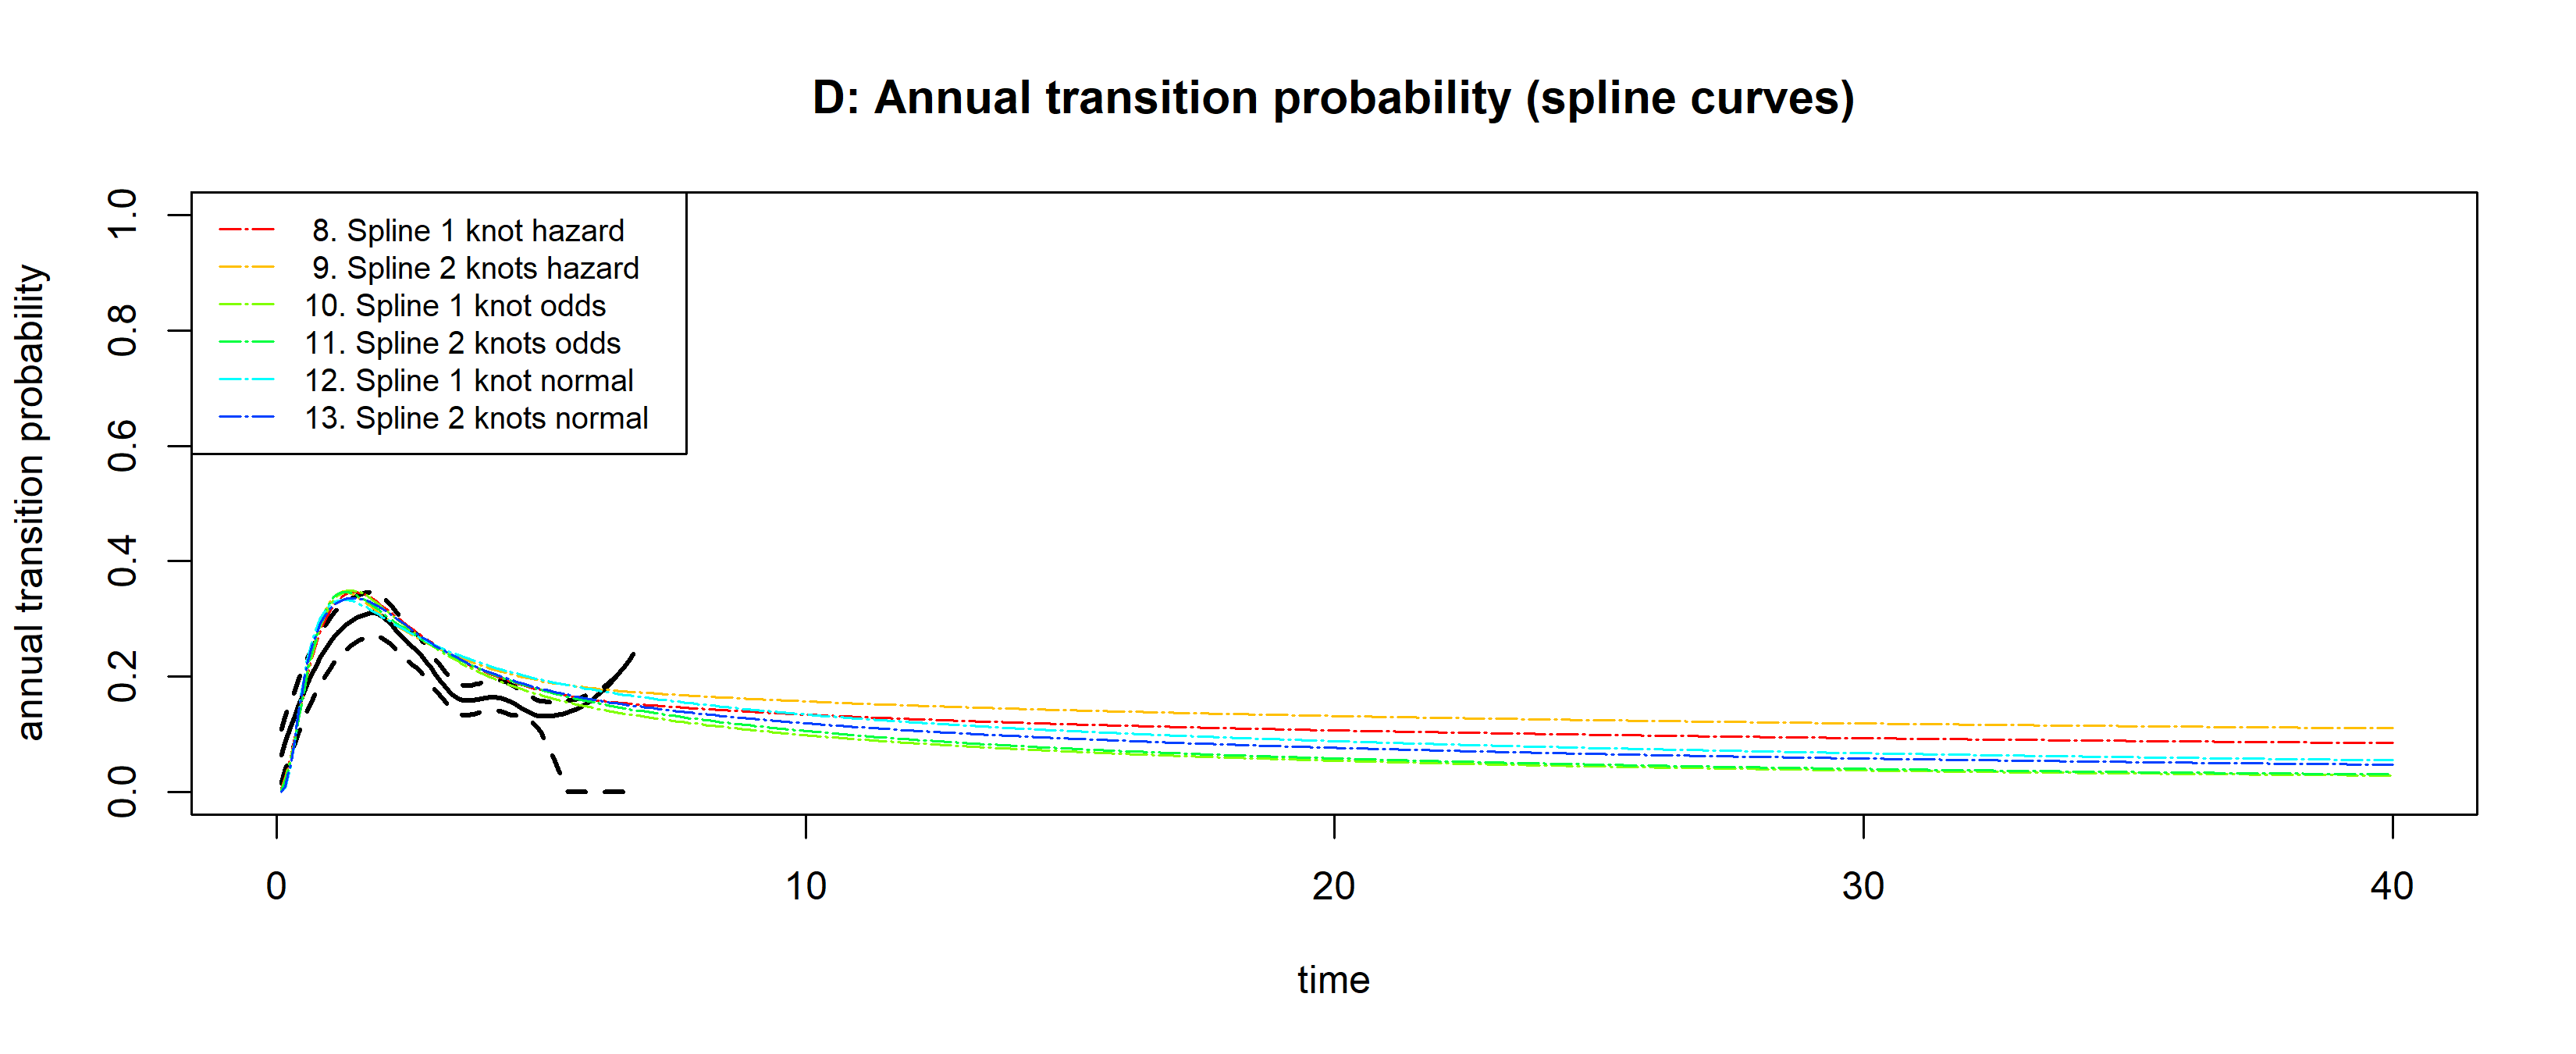 D: Annual transition probability (spline curves)
annual transition probability
1.0
0.8
0.6
0.4
0.2
0.0
8. Spline 1 knot hazard
9. Spline 2 knots hazard
10. Spline 1 knot odds
11. Spline 2 knots odds
12. Spline 1 knot normal
13. Spline 2 knots normal
0 10 20 30 40
time